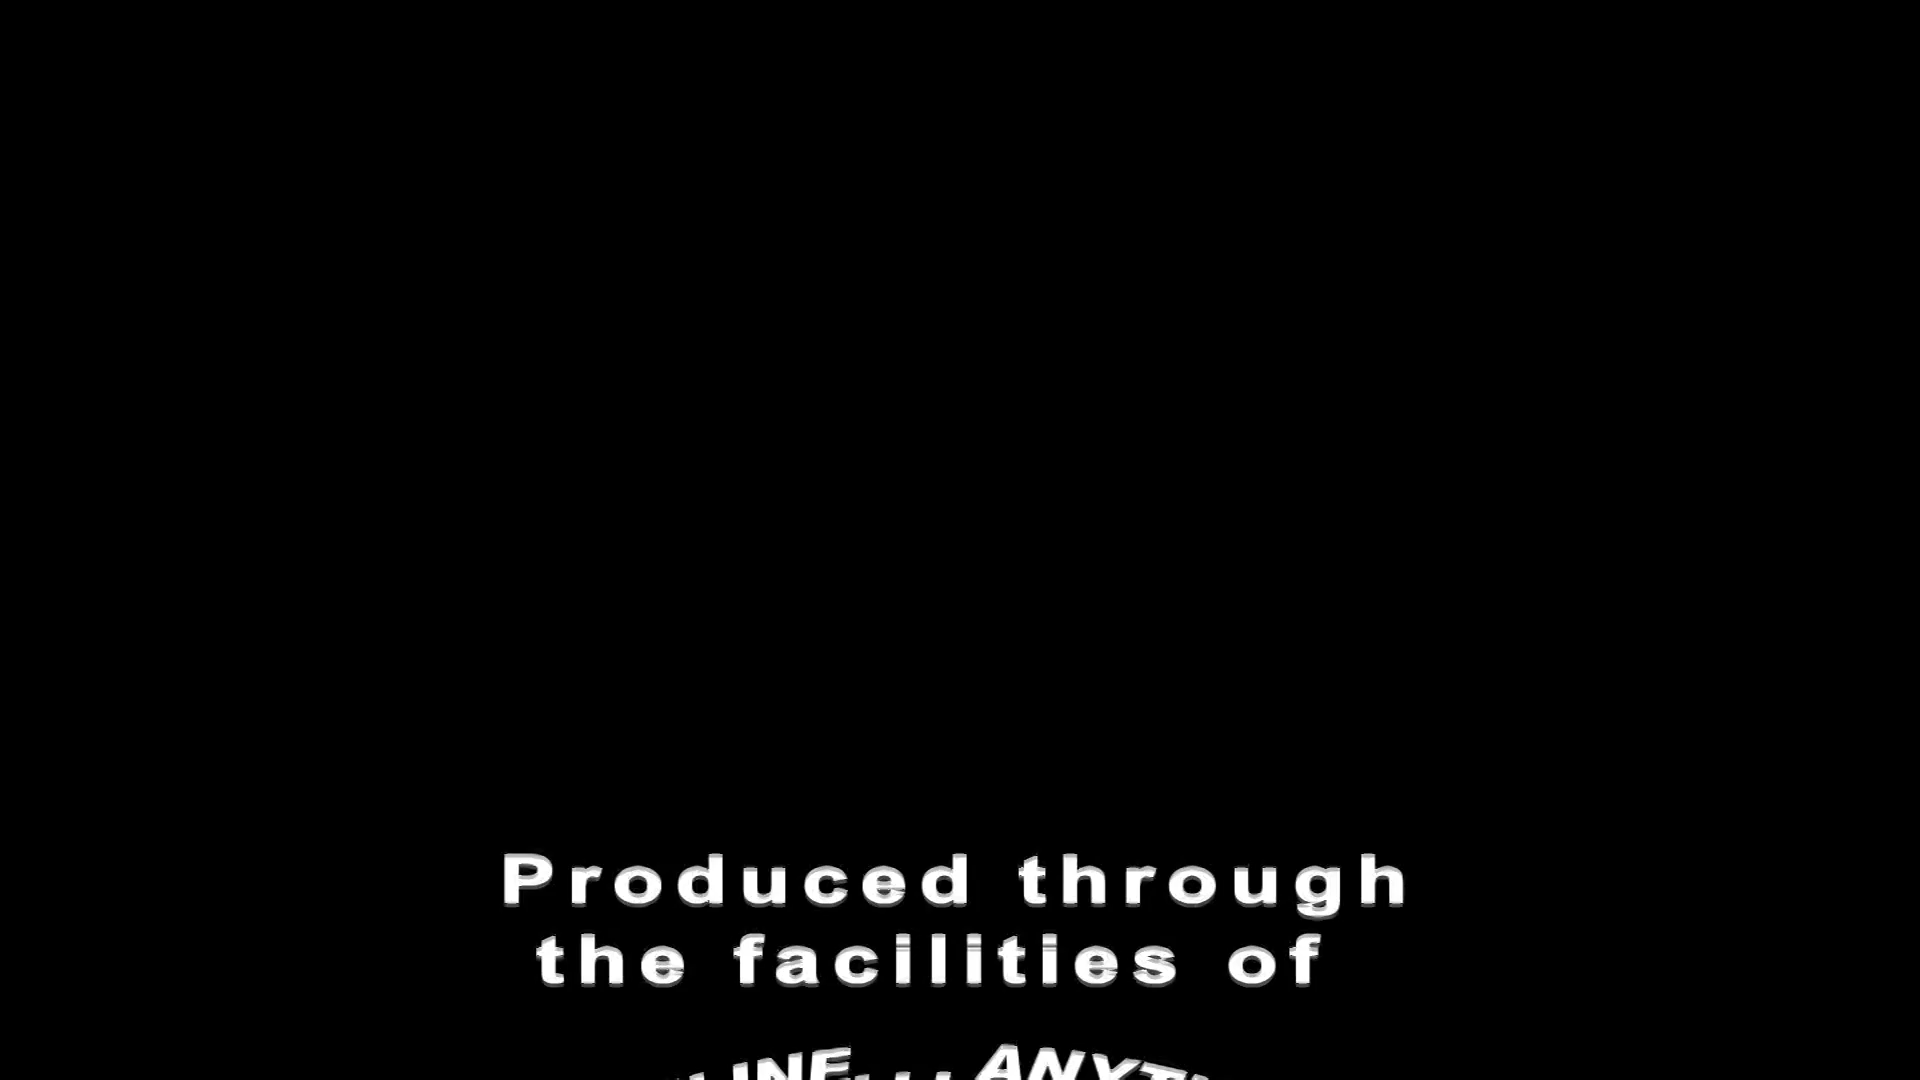 Produced through
the facilities of